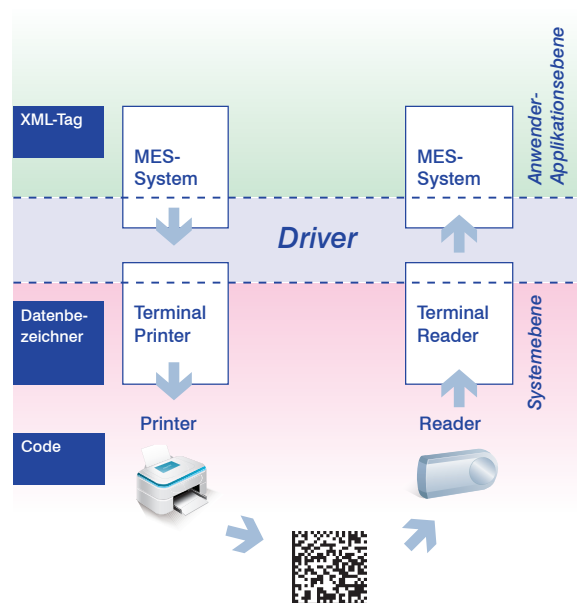 XML-Tag
MES-
System
MES-
System
Anwender-
Applikationsebene
Driver
Datenbe-
zeichner
Terminal
Printer
Terminal
Reader
Systemebene
Printer
Reader
Code